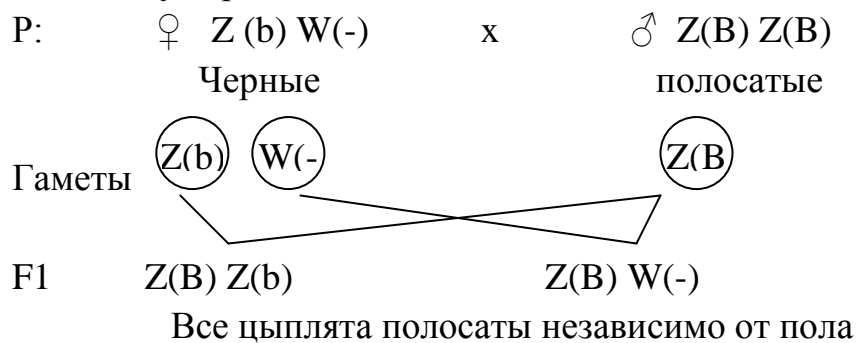 P: ♀ Z (b) W(-) x ♂ Z(B) Z(B)
Черные полосатые
Гаметы Z(b) W(- Z(B
F1 Z(B) Z(b) Z(B) W(-)
Все цыплята полосаты независимо от пола